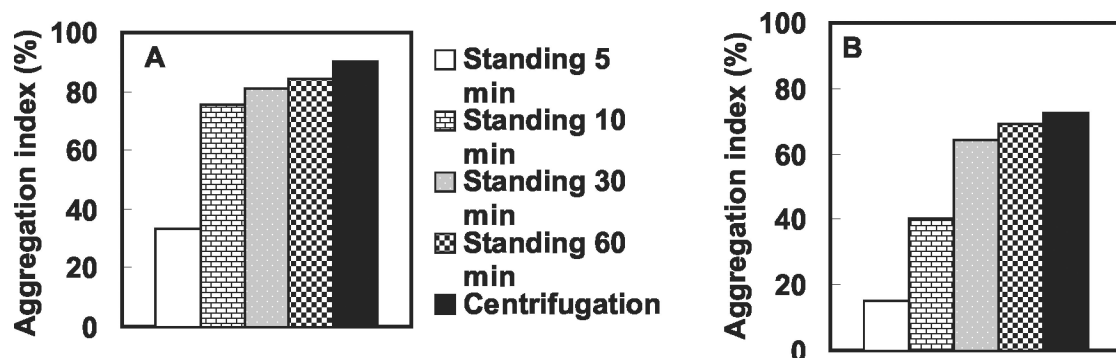 Aggregation index (%)
100
80
60
40
20
0
A
Standing 5
min
Standing 10
min
Standing 30
min
Standing 60
min
Centrifugation
Aggregation index (%)
100
80
60
40
20
0
B